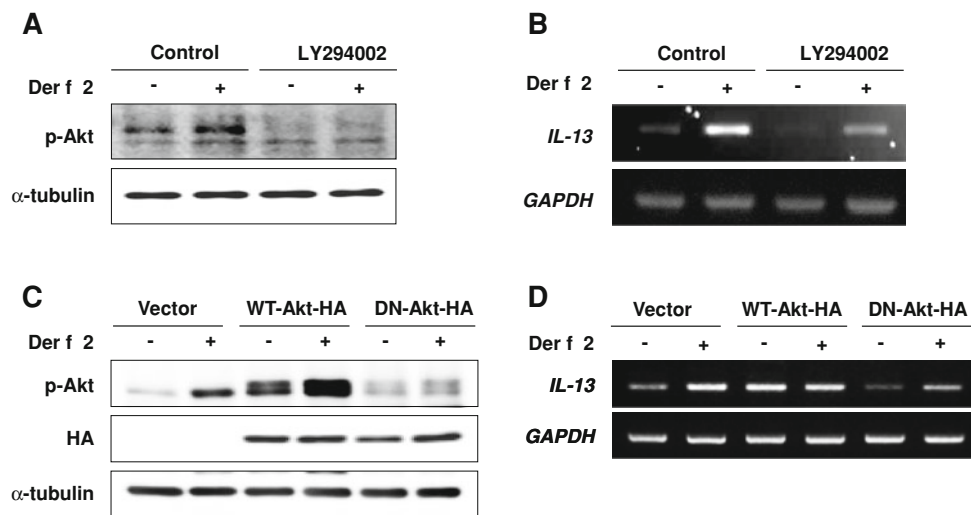 A
Control LY294002
Der f 2 - + - +
p-Akt
α-tubulin
B
Control LY294002
Der f 2 - + - +
IL-13
GAPDH
C
Vector WT-Akt-HA DN-Akt-HA
Der f 2 - + - + - +
p-Akt
HA
α-tubulin
D
Vector WT-Akt-HA DN-Akt-HA
Der f 2 - + - + - +
IL-13
GAPDH